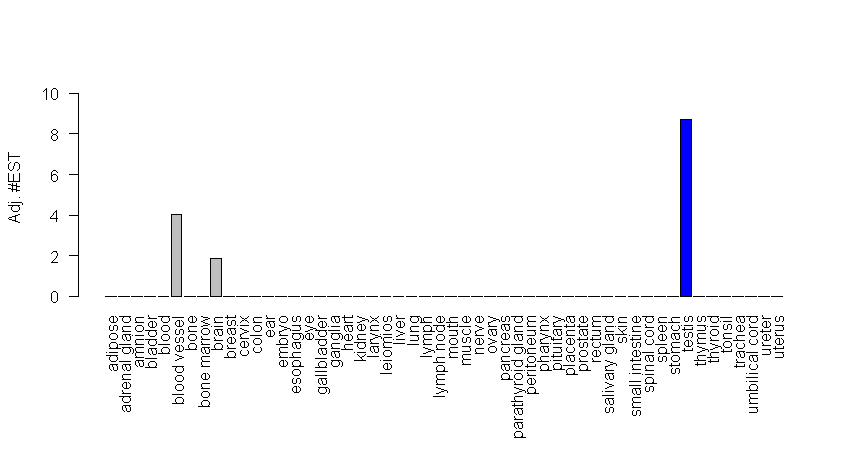 Adj. #EST
10
8
6
4
2
0
adipose
adrenal gland
amnion
bladder
blood
blood vessel
bone
bone marrow
brain
breast
cervix
colon
ear
embryo
esophagus
eye
gallbladder
ganglia
heart
kidney
larynx
leiomios
liver
lung
lymph
lymph node
mouth
muscle
nerve
ovary
pancreas
parathyroid gland
peritoneum
pharynx
pituitary
placenta
prostate
rectum
salivary gland
skin
small intestine
spinal cord
spleen
stomach
testis
thymus
thyroid
tonsil
trachea
umbilical cord
ureter
uterus